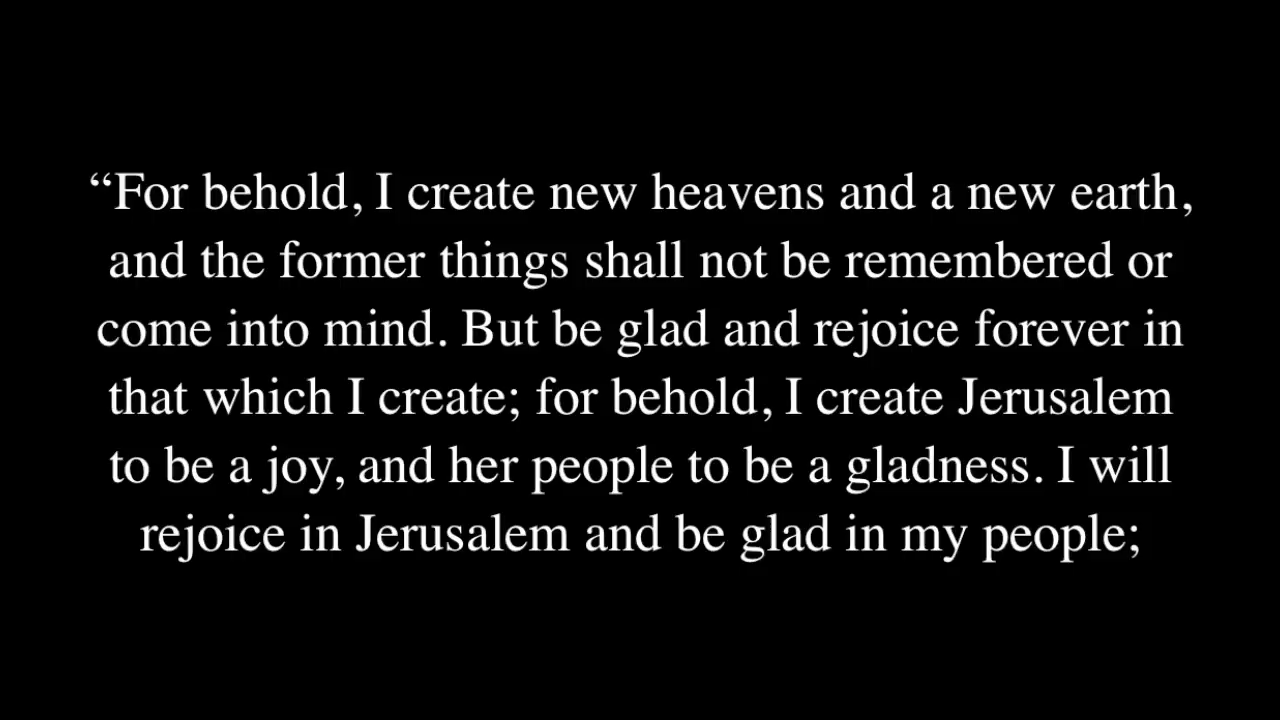 “For behold, I create new heavens and a new earth,
and the former things shall not be remembered or
come into mind. But be glad and rejoice forever in
that which I create; for behold, I create Jerusalem
to be a joy, and her people to be a gladness. I will
rejoice in Jerusalem and be glad in my people;